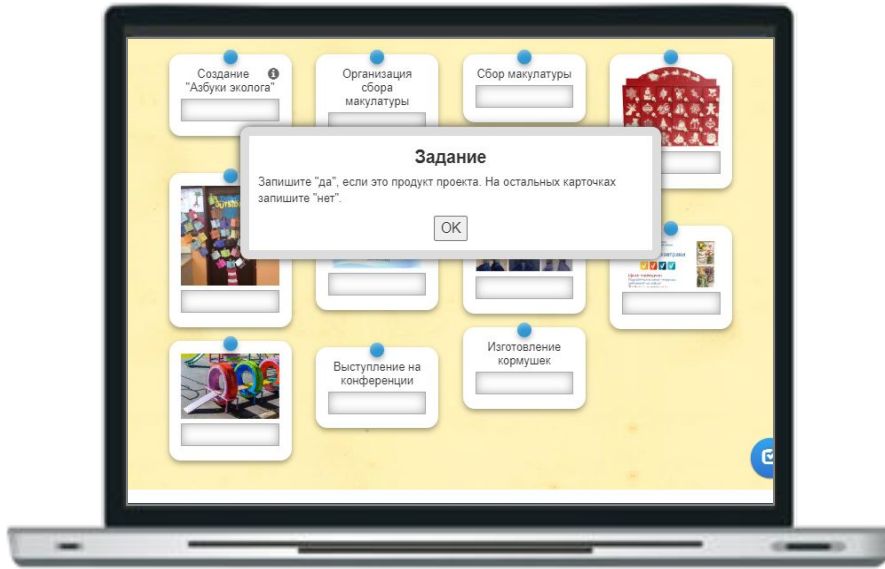 Создание
"Азбуки эколога"
Организация
сбора
макулатуры
Сбор макулатуры
Задание
Запишите "да", если это продукт проекта. На остальных карточках
запишите "нет".
OK
Выступление на
конференции
Изготовление
кормушек